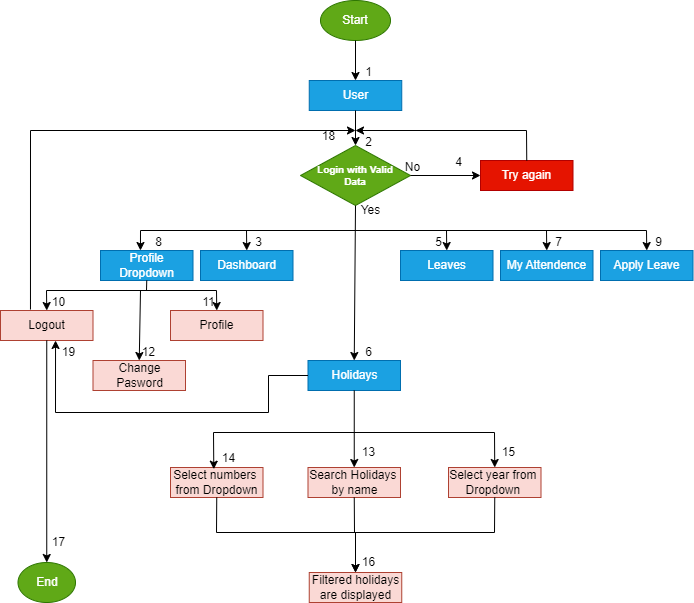 Start
1
User
18
2
Login with Valid
Data
No
4
Try again
Yes
8
3
5
7
9
Profile
Dropdown
Dashboard
Leaves
My Attendence
Apply Leave
10
11
Logout
Profile
19
12
6
Change
Pasword
Holidays
14
13
15
Select numbers
from Dropdown
Search Holidays
by name
Select year from
Dropdown
17
16
End
Filtered holidays
are displayed